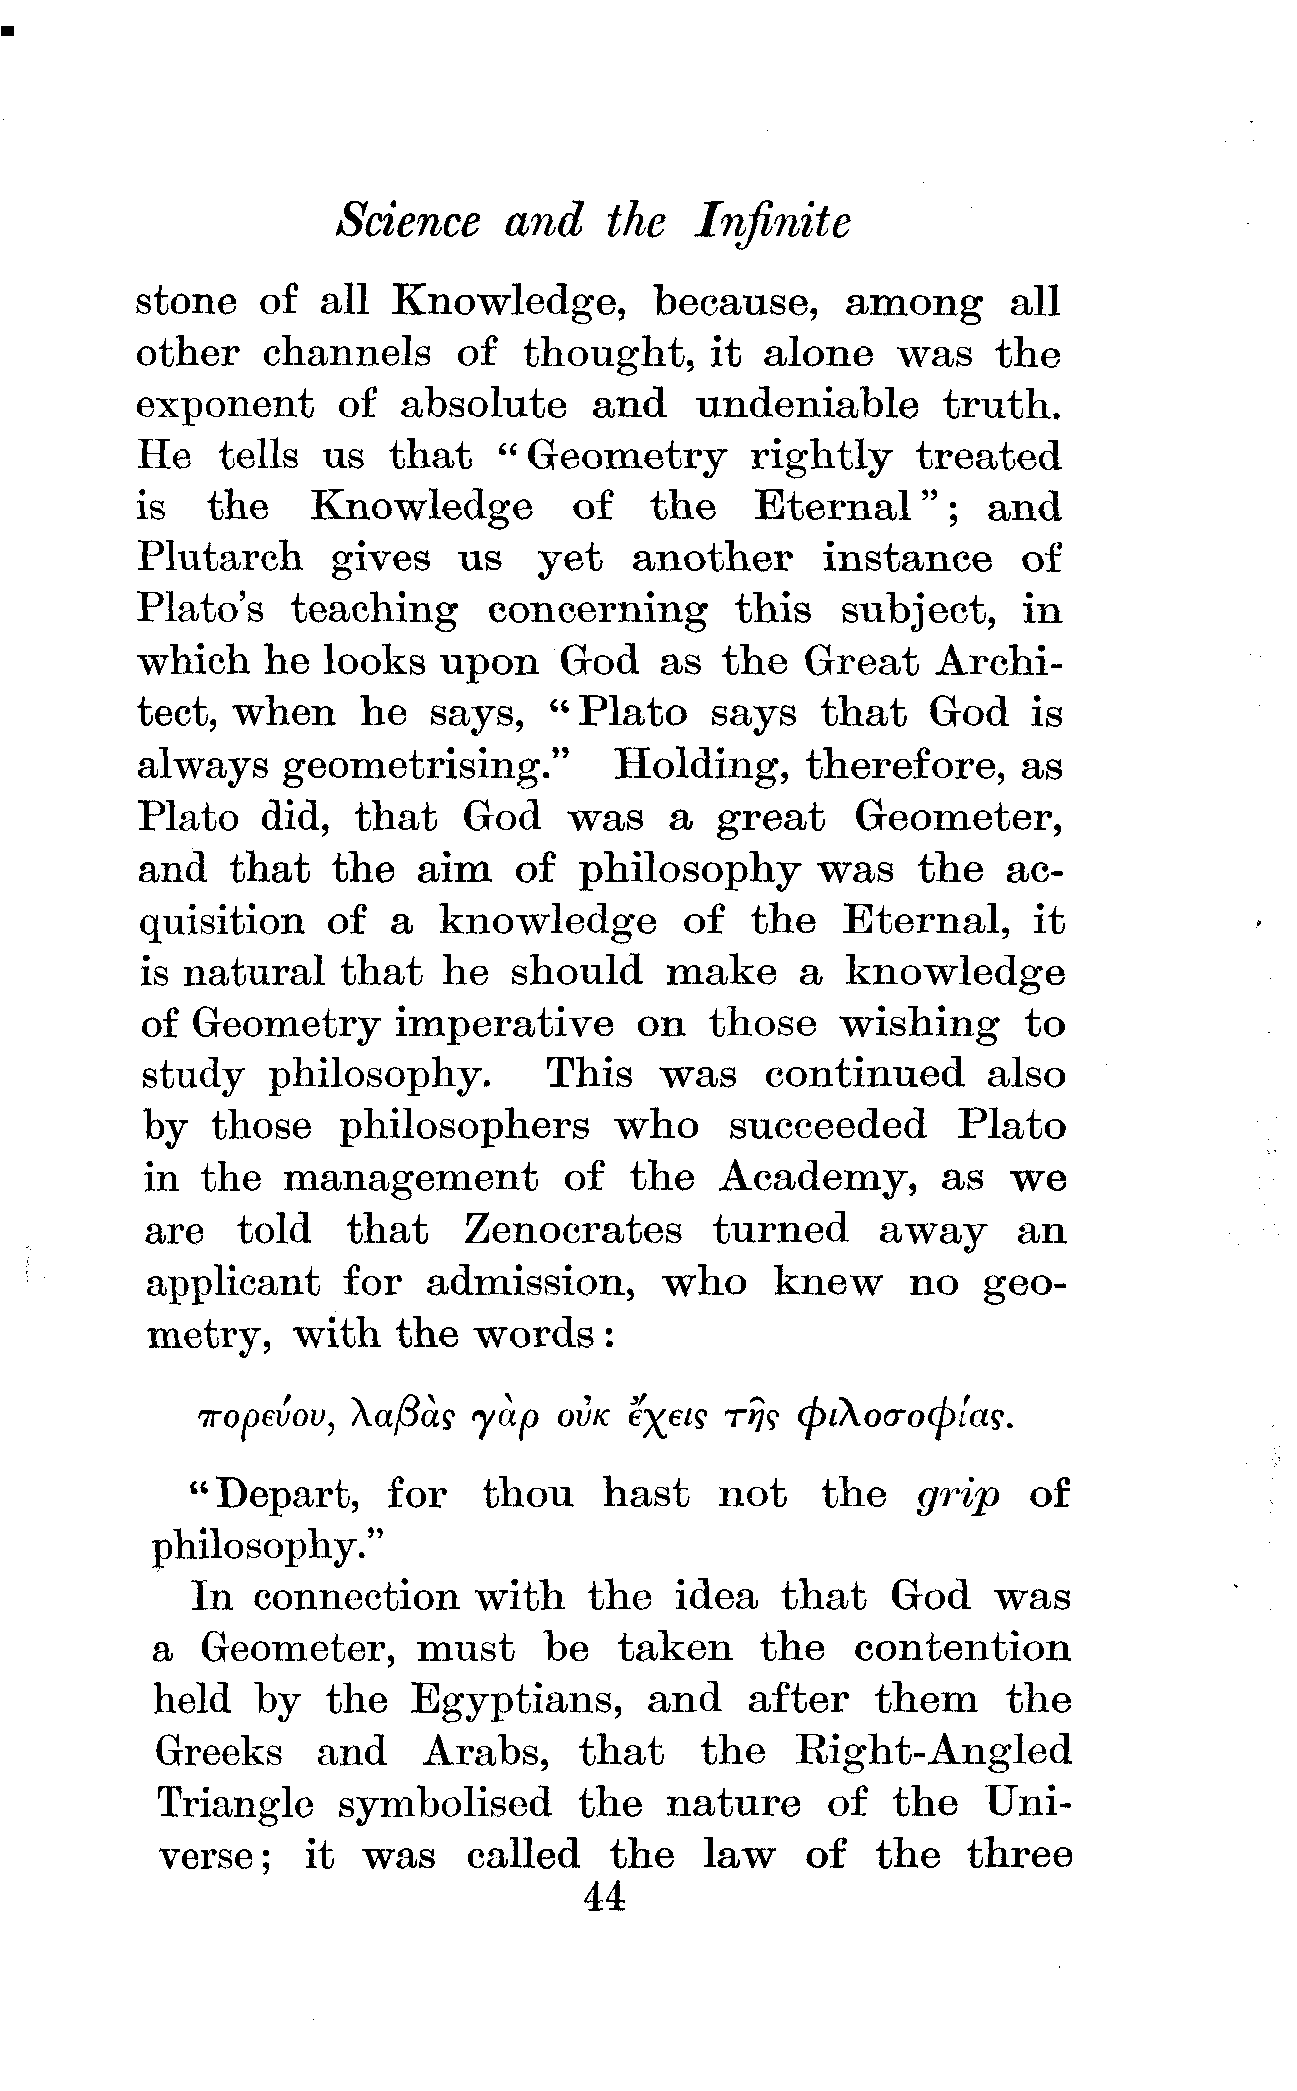 Science and the Infinite
stone of all Knowledge, because, among all
other channels of thought, it alone was the
exponent of absolute and undeniable truth.
He tells us that “Geometry rightly treated
is the Knowledge of the Eternal”; and
Plutarch gives us yet another instance of
Plato’s teaching concerning this subject, in
which he looks upon God as the Great Archi-
tect, when he says, “Plato says that God is
always geometrising.” Holding, therefore, as
Plato did, that God was a great Geometer,
and that the aim of philosophy was the ac-
quisition of a knowledge of the Eternal, it
is natural that he should make a knowledge
of Geometry imperative on those wishing to
study philosophy. This was continued also
by those philosophers who succeeded Plato
in the management of the Academy, as we
are told that Zenocrates turned away an
applicant for admission, who knew no geo-
metry, with the words:
πορεύου, λαβὰς γὰρ οὐκ ἔχεις τῆς φιλοσοφίας.
“Depart, for thou hast not the grip of
philosophy.”
In connection with the idea that God was
a Geometer, must be taken the contention
held by the Egyptians, and after them the
Greeks and Arabs, that the Right-Angled
Triangle symbolised the nature of the Uni-
verse; it was called the law of the three
44